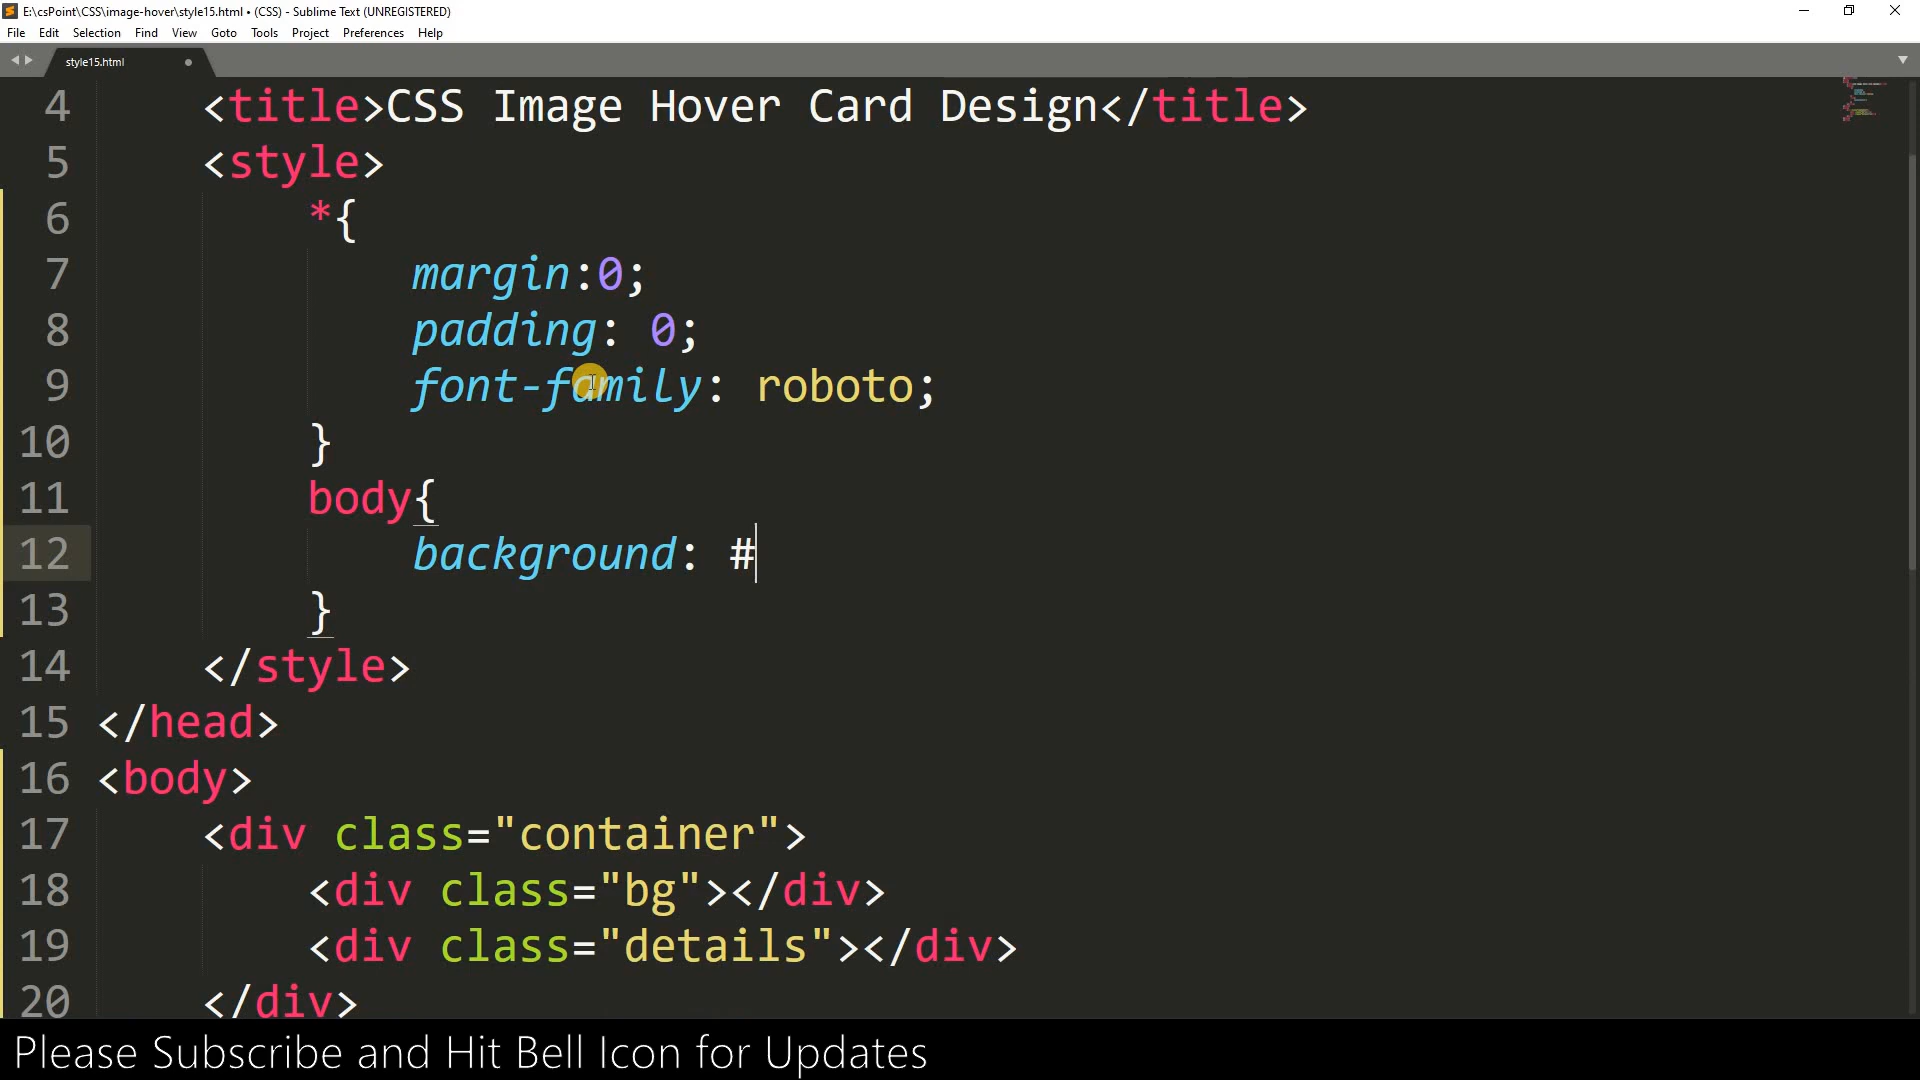 E:\csPoint\CSS\image-hover\style15.html • (CSS) - Sublime Text (UNREGISTERED)
File Edit Selection Find View Goto Tools Project Preferences Help
style15.html
4 <title>CSS Image Hover Card Design</title>
5 <style>
6 *{
7 margin:0;
8 padding: 0;
9 font-family: roboto;
10 }
11 body{
12 background: #
13 }
14 </style>
15 </head>
16 <body>
17 <div class="container">
18 <div class="bg"></div>
19 <div class="details"></div>
20 </div>
Please Subscribe and Hit Bell Icon for Updates